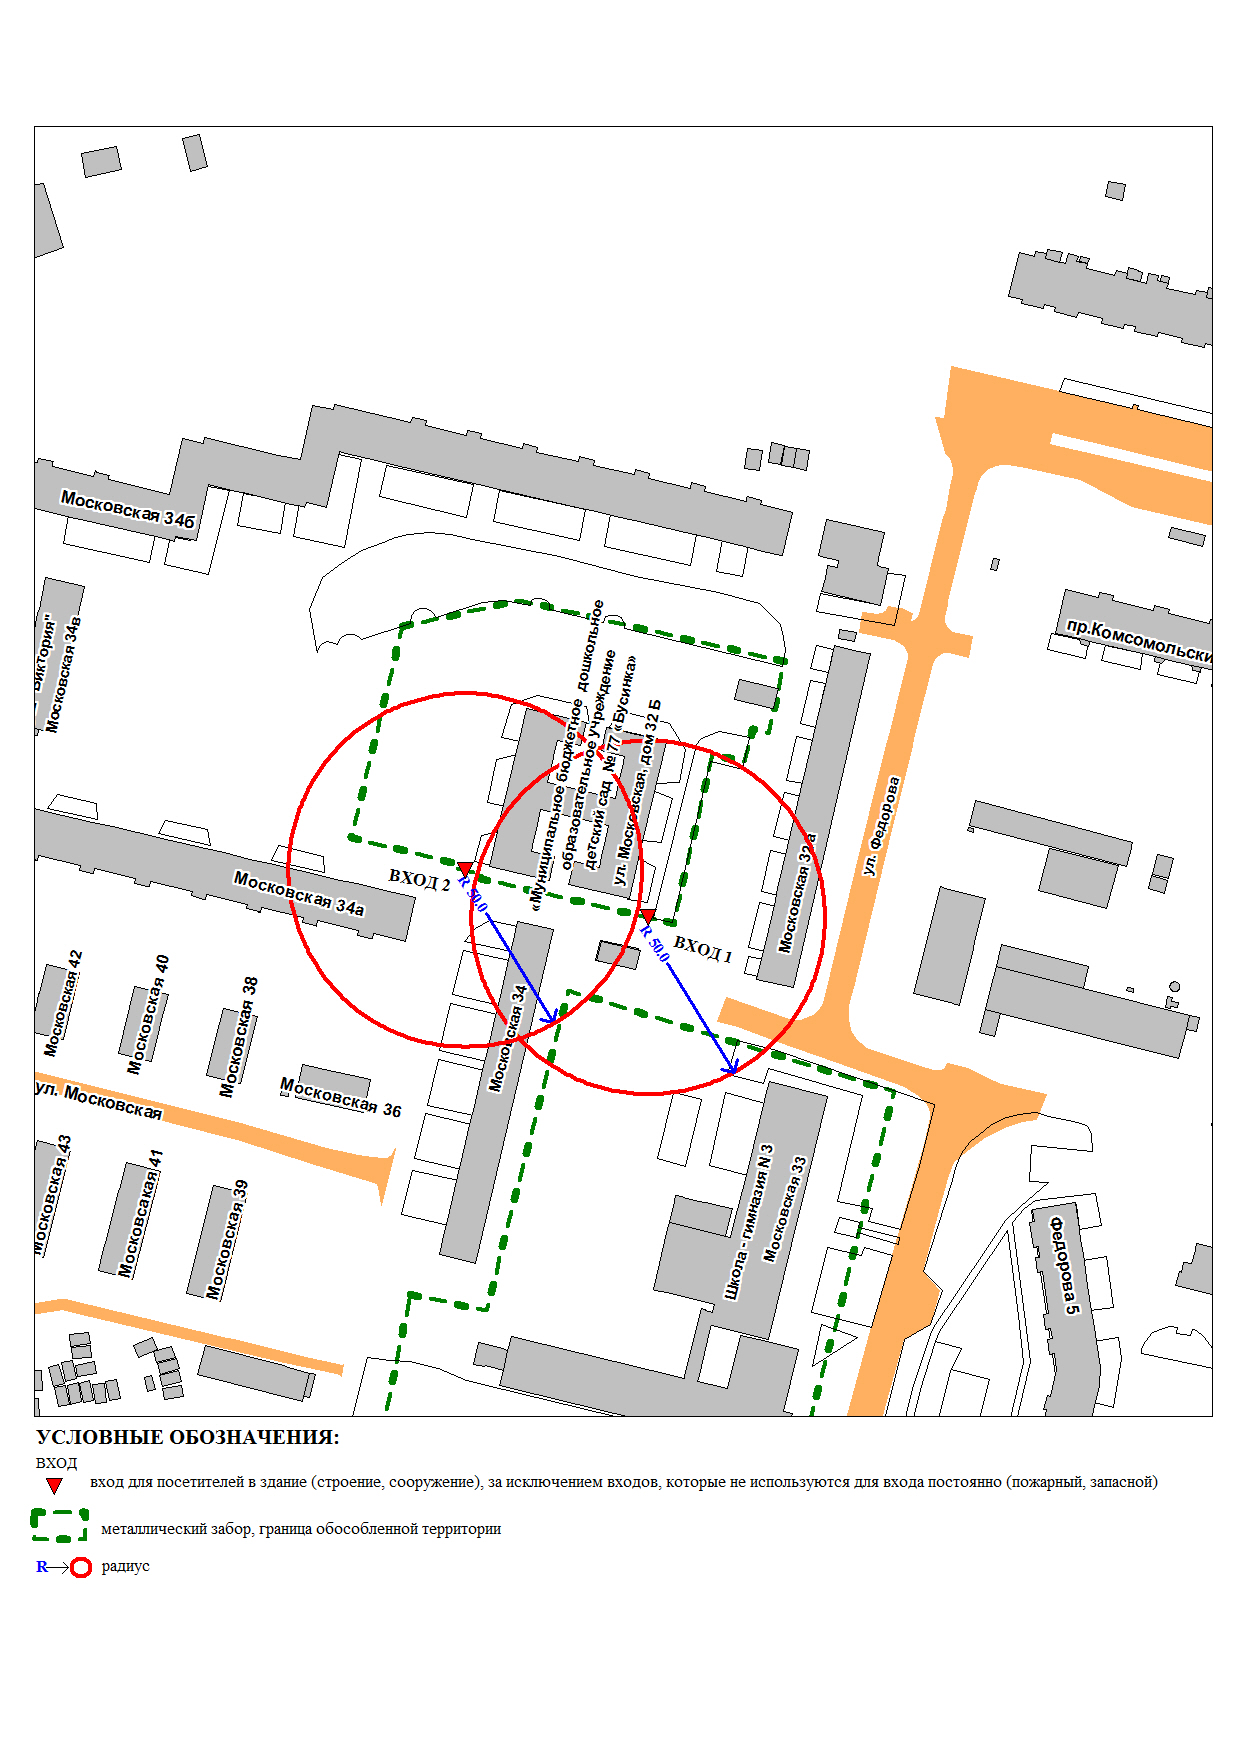 Московская 34б
"Виктория"
Московская 34в
«Муниципальное бюджетное дошкольное
образовательное учреждение
детский сад № 77 «Бусинка»
ул. Московская, дом 32 Б
пр.Комсомольски
ул. Федорова
Московская 32 а
Московская 34а
ВХОД 2
R 50.0
ВХОД 1
R 50.0
Московская 34
Московская 42
Московская 40
Московская 38
Московская 36
ул. Московская
Московская 43
Московсакая 41
Московская 39
Школа - гимназия N 3
Московская 33
Федорова 5
УСЛОВНЫЕ ОБОЗНАЧЕНИЯ:
ВХОД
вход для посетителей в здание (строение, сооружение), за исключением входов, которые не используются для входа постоянно (пожарный, запасной)
металлический забор, граница обособленной территории
R
радиус